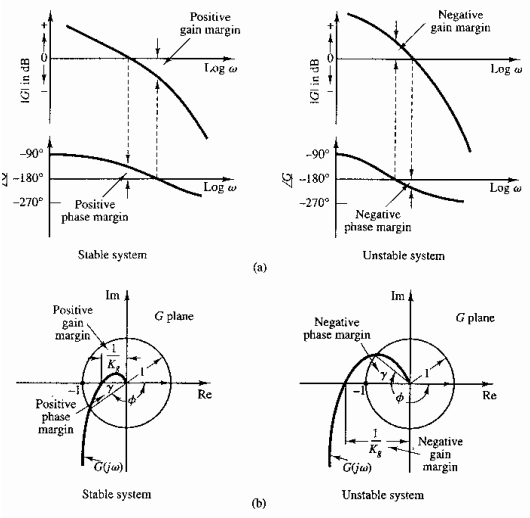 Positive
gain margin
+
0
−
|G| in dB
Log ω
−90°
−180°
−270°
Log ω
Positive
phase margin
Stable system
Negative
gain margin
+
0
−
|G| in dB
Log ω
−90°
−180°
−270°
∠G
Log ω
Negative
phase margin
Unstable system
(a)
Im
Positive
gain
margin
G plane
1
K_g
1
−1
γ
ϕ
Re
Positive
phase
margin
G(jω)
Stable system
Im
Negative
phase margin
G plane
1
−1
γ
ϕ
Re
1
K_g
Negative
gain
margin
G(jω)
Unstable system
(b)